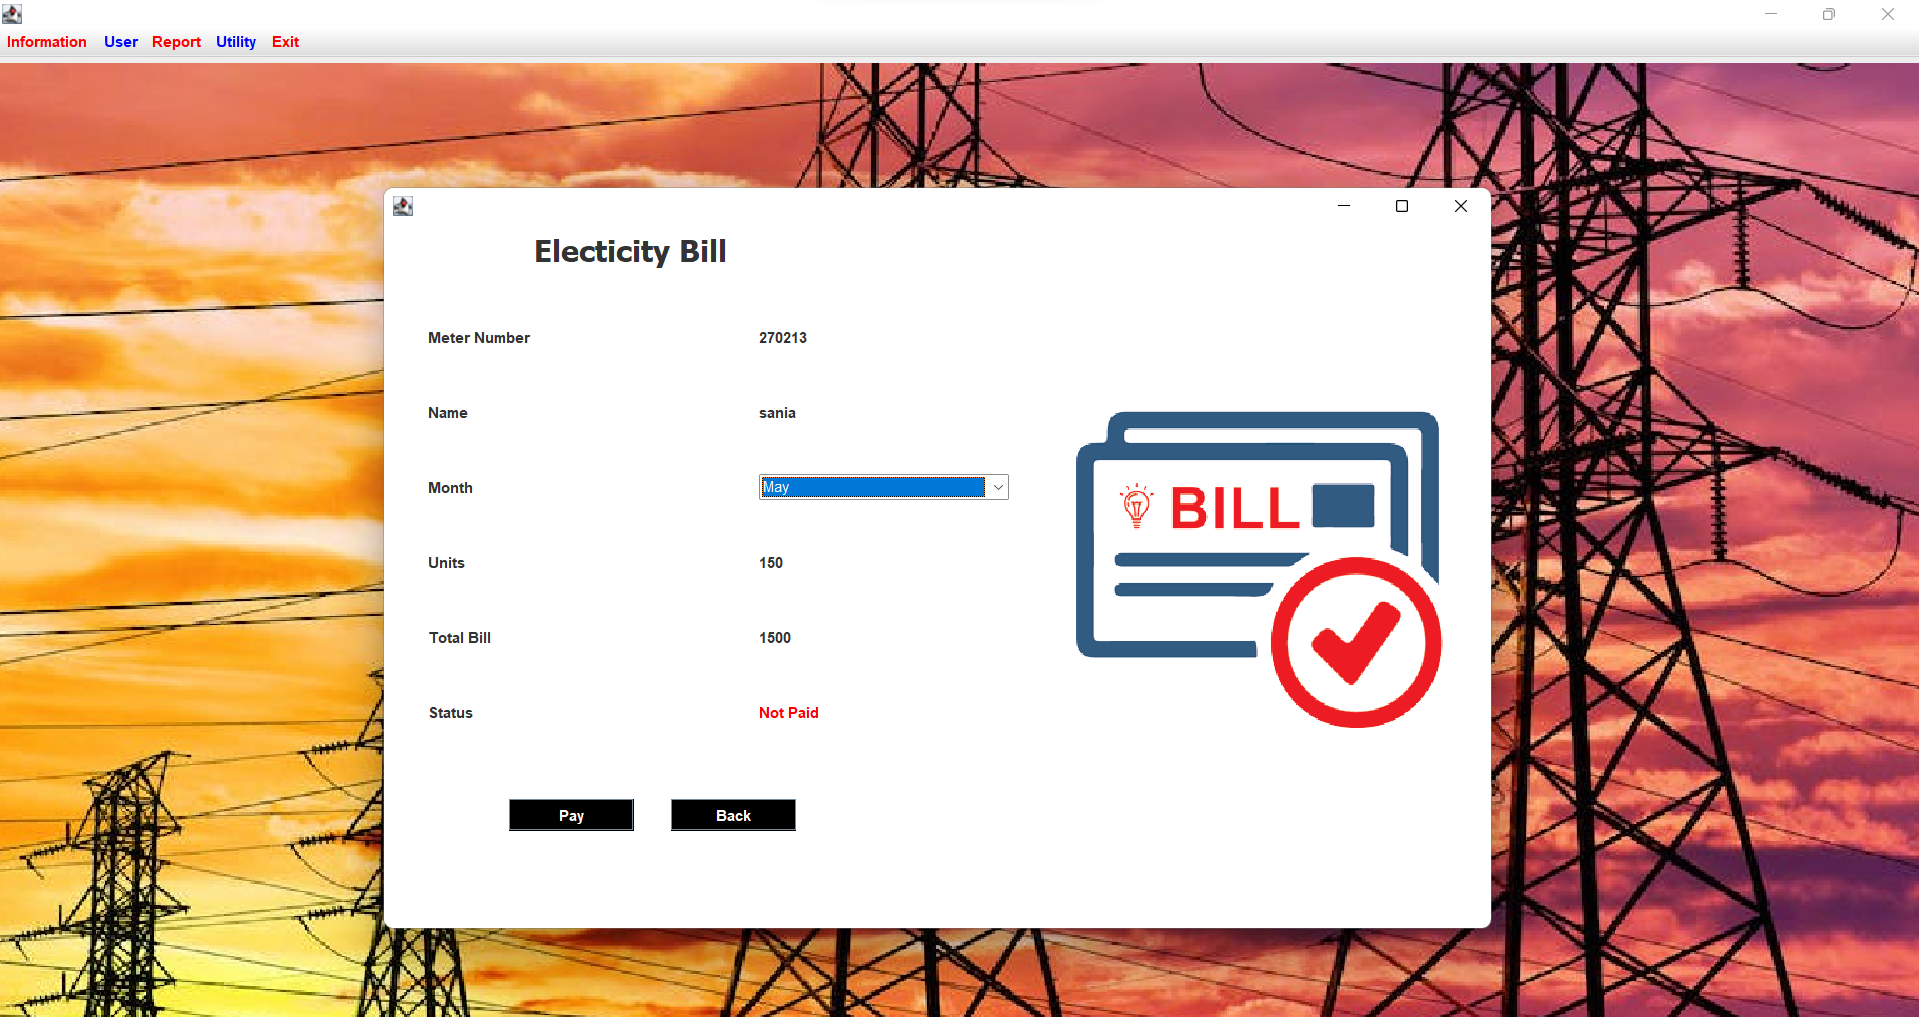 Information User Report Utility Exit
Electicity Bill
Meter Number 270213
Name sania
Month May
Units 150
Total Bill 1500
Status Not Paid
Pay Back
BILL